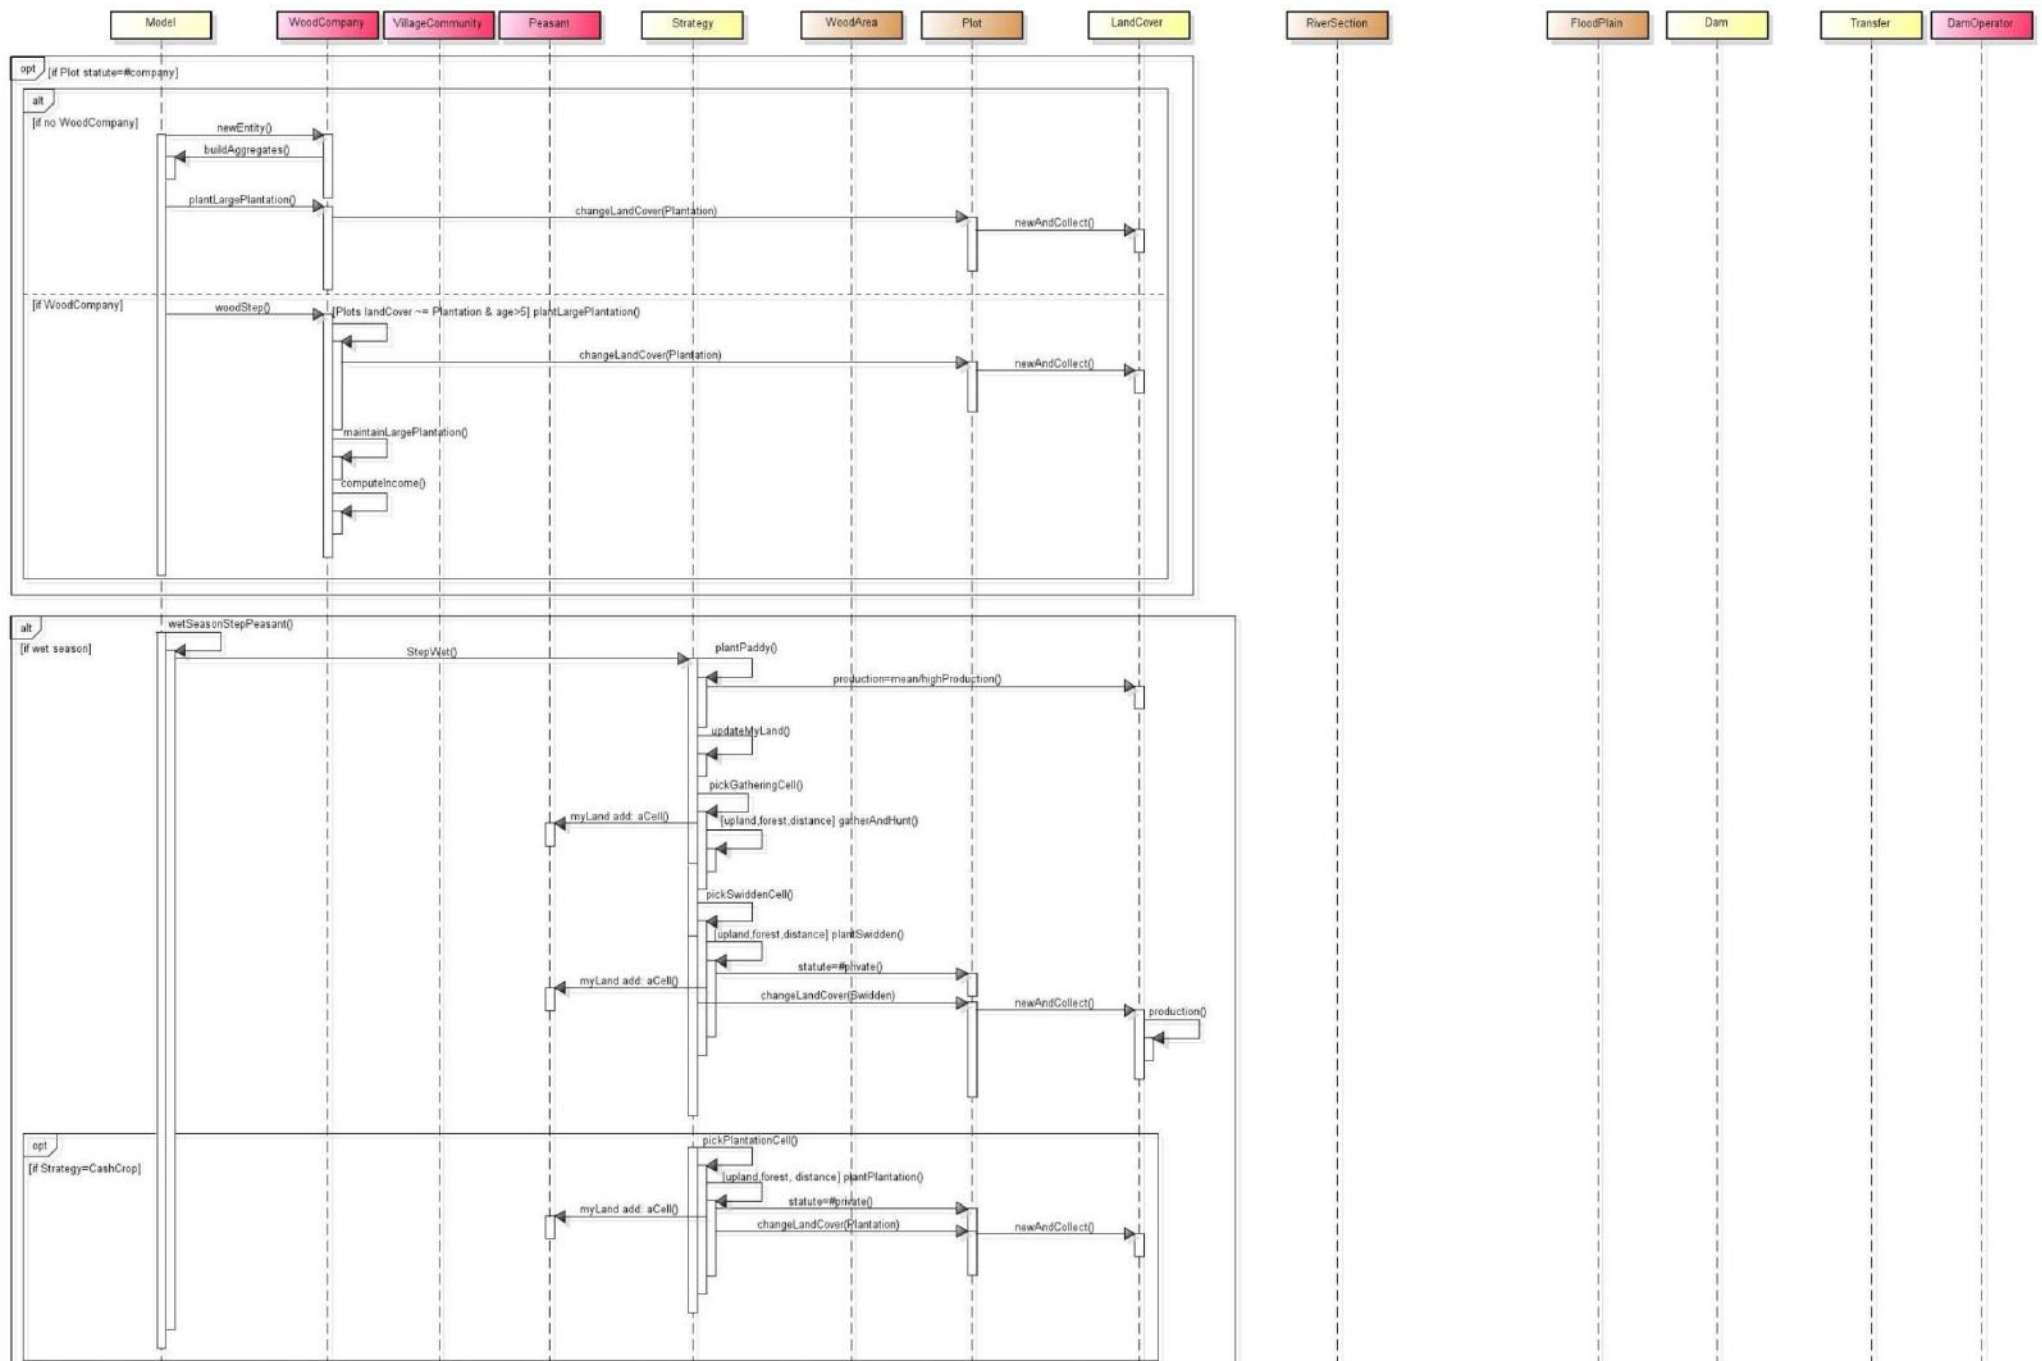 Model WoodCompany VillageCommunity Peasant Strategy WoodArea Plot LandCover RiverSection FloodPlain Dam Transfer DamOperator
opt [if Plot statute=#company]
alt
[if no WoodCompany]
newEntity()
buildAggregates()
plantLargePlantation()
changeLandCover(Plantation)
newAndCollect()
[if WoodCompany]
woodStep()
[Plots landCover ~= Plantation & age>5] plantLargePlantation()
changeLandCover(Plantation)
newAndCollect()
maintainLargePlantation()
computeIncome()
alt
wetSeasonStepPeasant()
[if wet season]
StepWet()
plantPaddy()
production=mean/highProduction()
updateMyLand()
pickGatheringCell()
myLand add: aCell()
[upland,forest,distance] gatherAndHunt()
pickSwiddenCell()
[upland,forest,distance] plantSwidden()
statute=#private()
myLand add: aCell()
changeLandCover(Swidden)
newAndCollect()
production()
opt
pickPlantationCell()
[if Strategy=CashCrop]
[upland,forest, distance] plantPlantation()
statute=#private()
myLand add: aCell()
changeLandCover(Plantation)
newAndCollect()